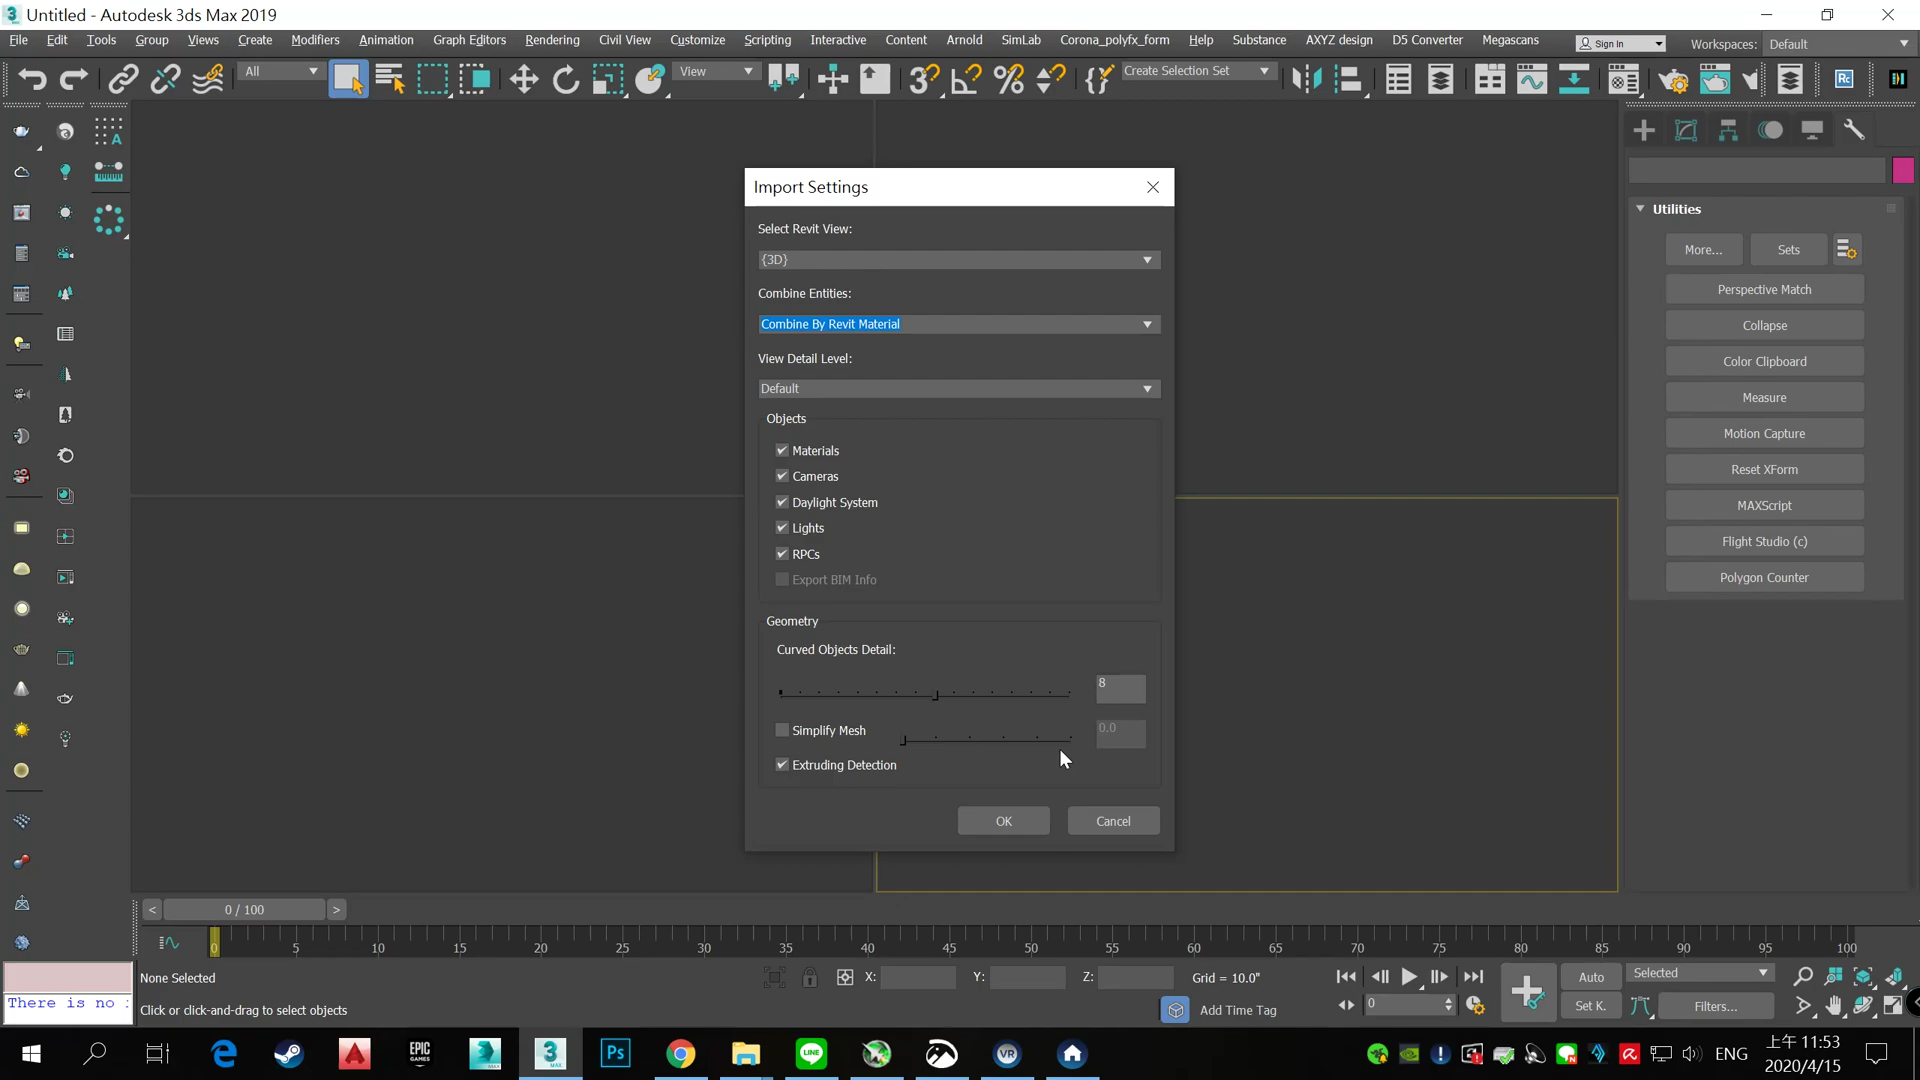 Untitled - Autodesk 3ds Max 2019
File Edit Tools Group Views Create Modifiers Animation Graph Editors Rendering Civil View Customize Scripting Interactive Content Arnold SimLab Corona_polyfx_form Help Substance AXYZ design D5 Converter Megascans Sign In Workspaces: Default
All View Create Selection Set Rc
Import Settings
Select Revit View:
{3D}
Combine Entities:
Combine By Revit Material
View Detail Level:
Default
Objects
Materials
Cameras
Daylight System
Lights
RPCs
Export BIM Info
Geometry
Curved Objects Detail:
8
Simplify Mesh 0.0
Extruding Detection
OK Cancel
Utilities
More... Sets
Perspective Match
Collapse
Color Clipboard
Measure
Motion Capture
Reset XForm
MAXScript
Flight Studio (c)
Polygon Counter
< 0 / 100 >
0 5 10 15 20 25 30 35 40 45 50 55 60 65 70 75 80 85 90 95 100
None Selected X: Y: Z: Grid = 10.0" Auto Selected
There is no
Click or click-and-drag to select objects Add Time Tag 0 Set K. Filters...
EPIC GAMES 3 MAX Ps LINE VR ENG 上午 11:53
2020/4/15